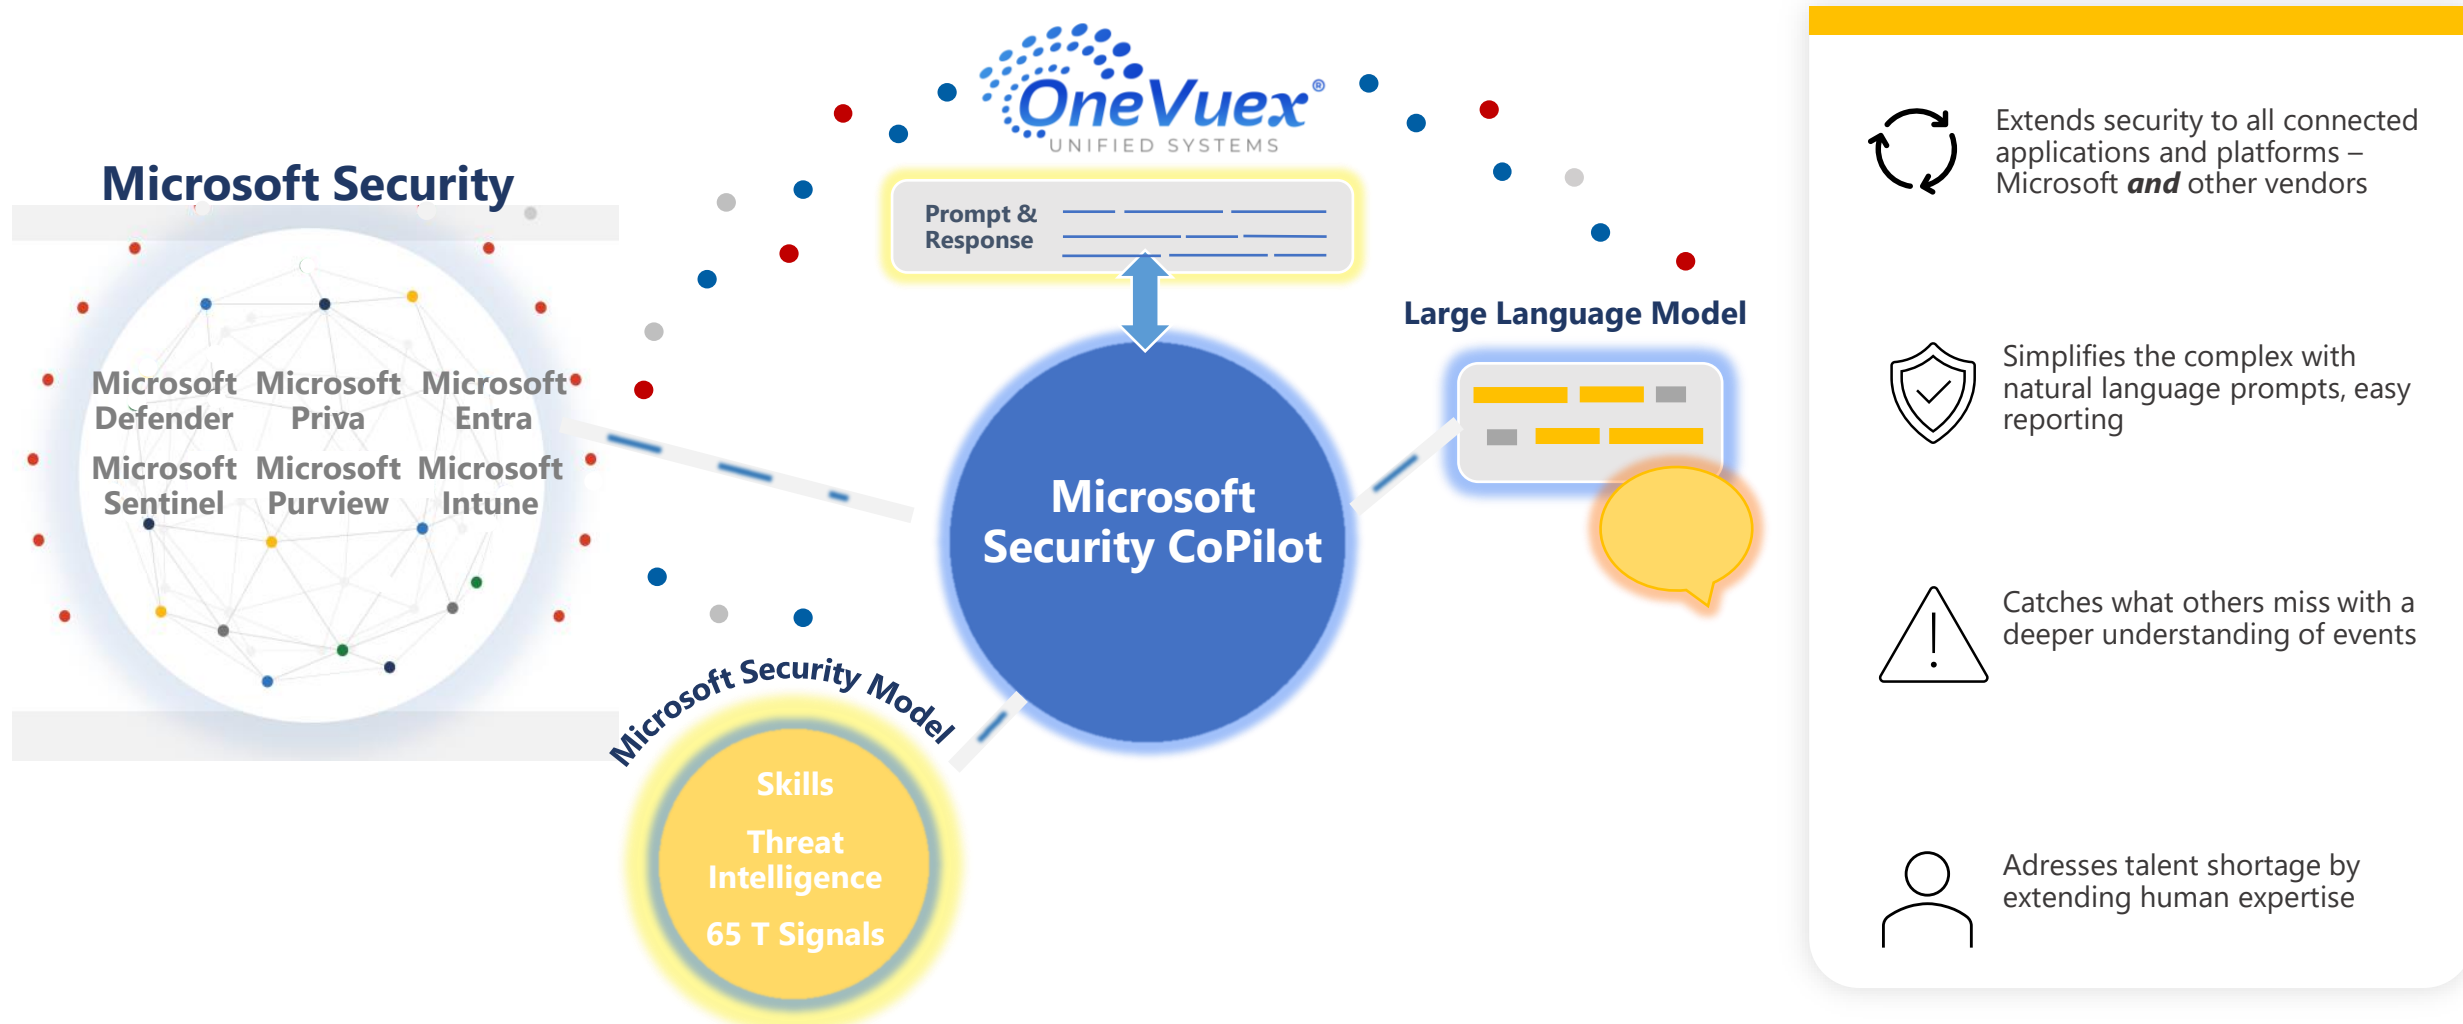 OneVuex®
UNIFIED SYSTEMS
Microsoft Security
Microsoft Defender
Microsoft Priva
Microsoft Entra
Microsoft Sentinel
Microsoft Purview
Microsoft Intune
Prompt &
Response
Large Language Model
Microsoft
Security CoPilot
Microsoft Security Model
Skills
Threat
Intelligence
65 T Signals
Extends security to all connected
applications and platforms –
Microsoft and other vendors
Simplifies the complex with
natural language prompts, easy
reporting
Catches what others miss with a
deeper understanding of events
Adresses talent shortage by
extending human expertise